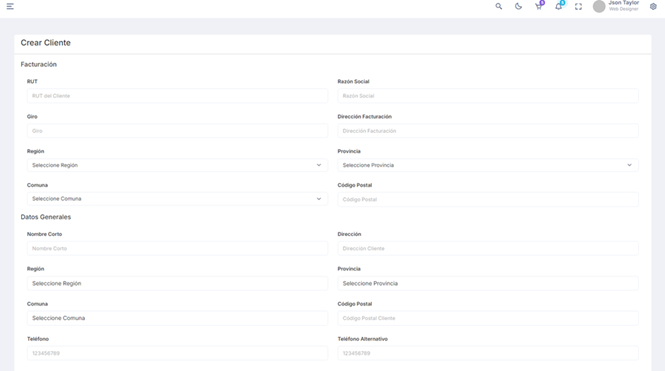 Json Taylor
Web Designer
Crear Cliente
Facturación
RUT
Razón Social
RUT del Cliente
Razón Social
Giro
Dirección Facturación
Giro
Dirección Facturación
Región
Provincia
Seleccione Región
Seleccione Provincia
Comuna
Código Postal
Seleccione Comuna
Código Postal
Datos Generales
Nombre Corto
Dirección
Nombre Corto
Dirección Cliente
Región
Provincia
Seleccione Región
Seleccione Provincia
Comuna
Código Postal
Seleccione Comuna
Código Postal Cliente
Teléfono
Teléfono Alternativo
123456789
123456789